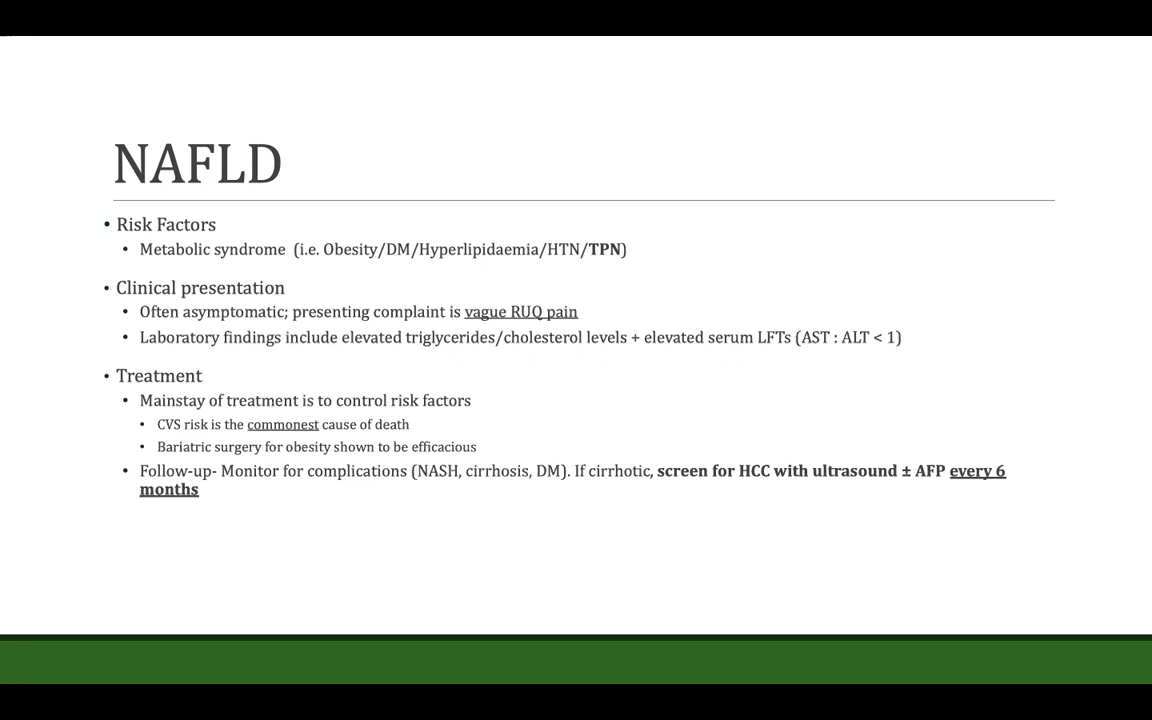 NAFLD
• Risk Factors
• Metabolic syndrome (i.e. Obesity/DM/Hyperlipidaemia/HTN/TPN)
• Clinical presentation
• Often asymptomatic; presenting complaint is vague RUQ pain
• Laboratory findings include elevated triglycerides/cholesterol levels + elevated serum LFTs (AST : ALT < 1)
• Treatment
• Mainstay of treatment is to control risk factors
• CVS risk is the commonest cause of death
• Bariatric surgery for obesity shown to be efficacious
• Follow-up- Monitor for complications (NASH, cirrhosis, DM). If cirrhotic, screen for HCC with ultrasound ± AFP every 6
months